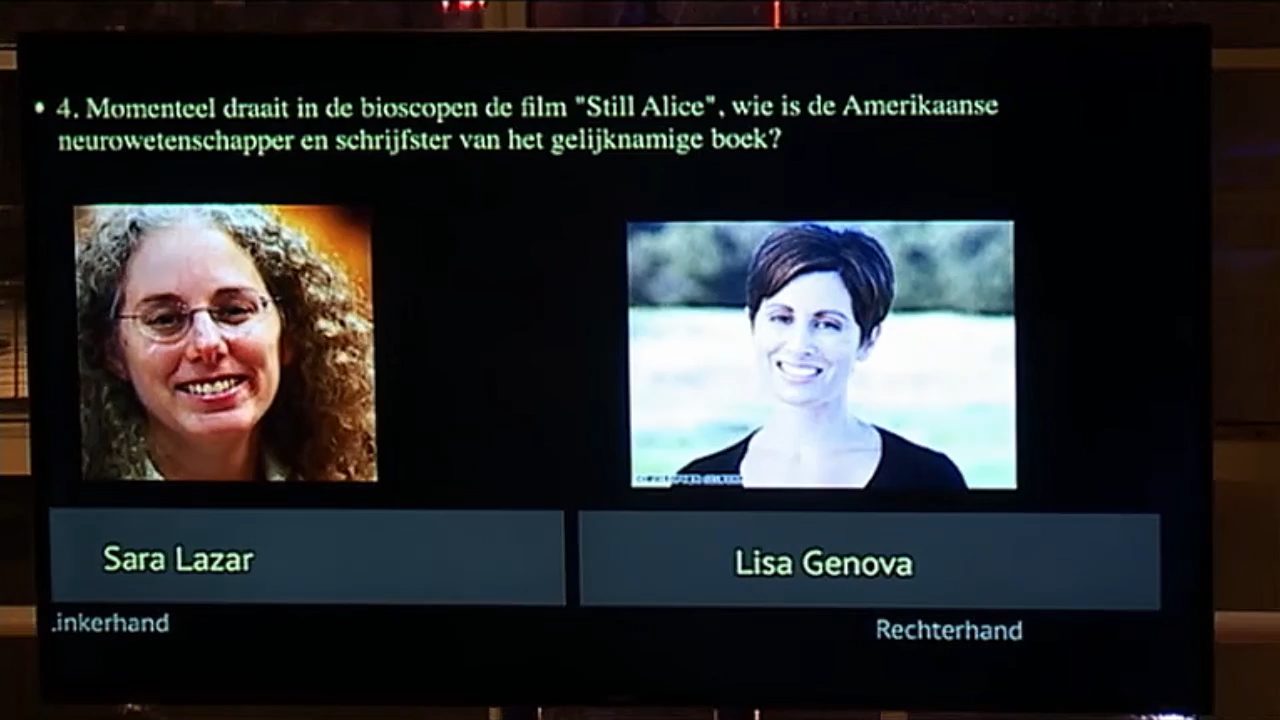 • 4. Momenteel draait in de bioscopen de film "Still Alice", wie is de Amerikaanse
neurowetenschapper en schrijfster van het gelijknamige boek?
Sara Lazar
Lisa Genova
.inkerhand
Rechterhand